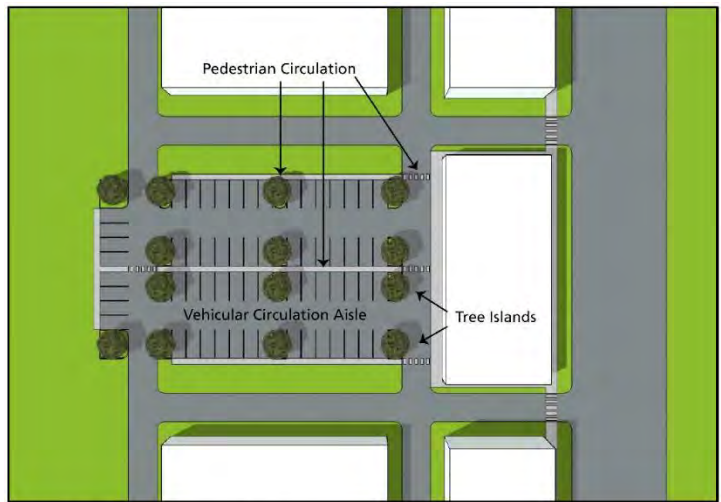 Pedestrian Circulation
Vehicular Circulation Aisle
Tree Islands